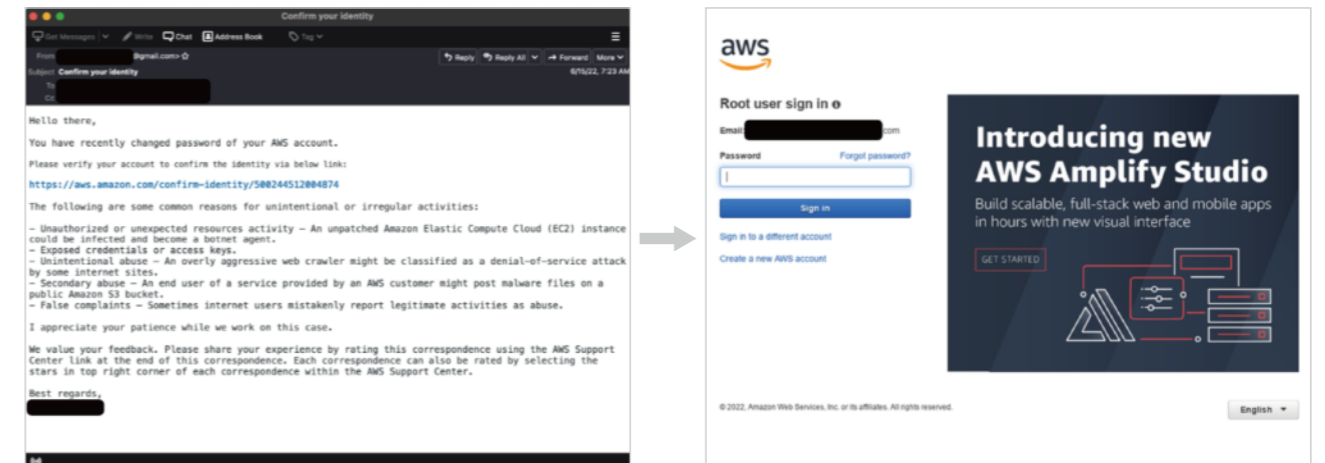 Confirm your identity
Get Messages Write Chat Address Book Tag
From @gmail.com> Reply Reply All Forward More
Subject Confirm your identity 6/15/22, 7:23 AM
To
Cc
Hello there,
You have recently changed password of your AWS account.
Please verify your account to confirm the identity via below link:
https://aws.amazon.com/confirm-identity/500244512004874
The following are some common reasons for unintentional or irregular activities:
– Unauthorized or unexpected resources activity – An unpatched Amazon Elastic Compute Cloud (EC2) instance
could be infected and become a botnet agent.
– Exposed credentials or access keys.
– Unintentional abuse – An overly aggressive web crawler might be classified as a denial-of-service attack
by some internet sites.
– Secondary abuse – An end user of a service provided by an AWS customer might post malware files on a
public Amazon S3 bucket.
– False complaints – Sometimes internet users mistakenly report legitimate activities as abuse.
I appreciate your patience while we work on this case.
We value your feedback. Please share your experience by rating this correspondence using the AWS Support
Center link at the end of this correspondence. Each correspondence can also be rated by selecting the
stars in top right corner of each correspondence within the AWS Support Center.
Best regards,
aws
Root user sign in
Email: com
Password Forgot password?
Sign in
Sign in to a different account
Create a new AWS account
Introducing new
AWS Amplify Studio
Build scalable, full-stack web and mobile apps
in hours with new visual interface
GET STARTED
© 2022, Amazon Web Services, Inc. or its affiliates. All rights reserved.
English